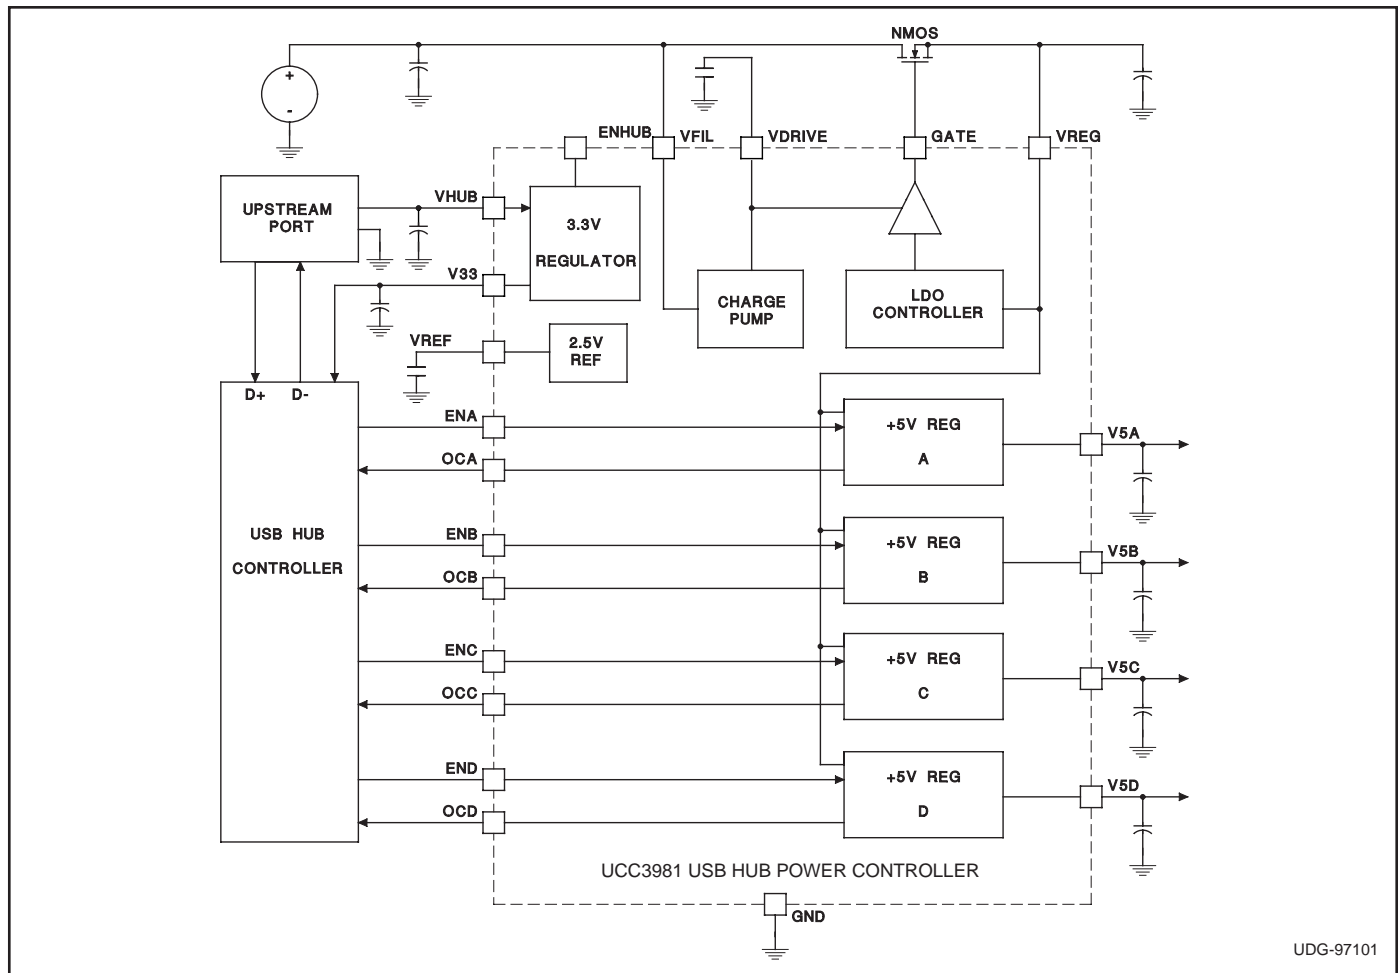 NMOS
+
-
ENHUB
VFIL
VDRIVE
GATE
VREG
UPSTREAM
PORT
VHUB
3.3V
REGULATOR
V33
CHARGE
PUMP
LDO
CONTROLLER
VREF
2.5V
REF
D+ D-
USB HUB
CONTROLLER
ENA
+5V REG
A
V5A
OCA
ENB
+5V REG
B
V5B
OCB
ENC
+5V REG
C
V5C
OCC
END
+5V REG
D
V5D
OCD
UCC3981 USB HUB POWER CONTROLLER
GND
UDG-97101